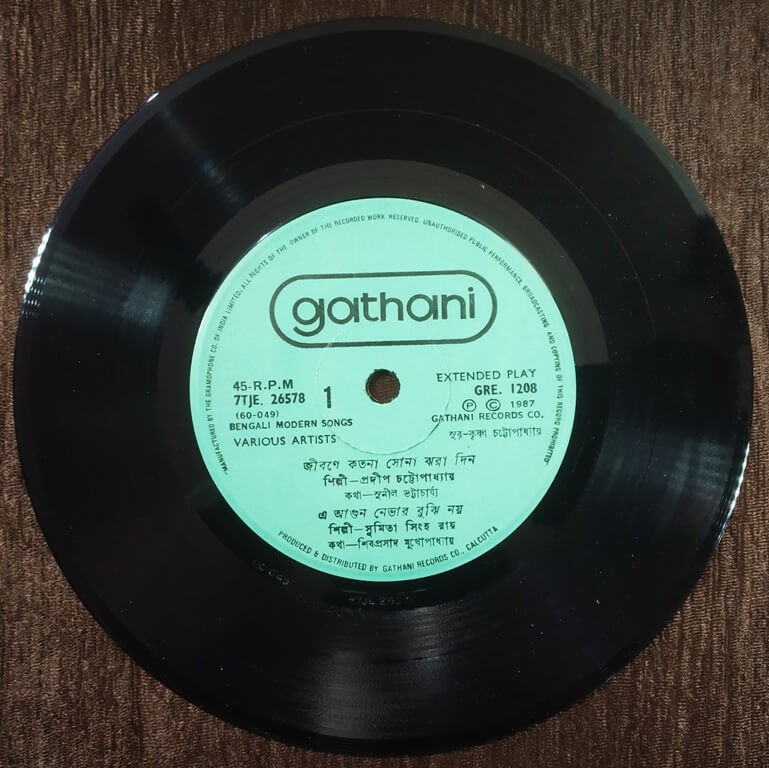 "MANUFACTURED BY THE GRAMOPHONE CO. OF INDIA LIMITED. ALL RIGHTS OF THE OWNER OF THE RECORDED WORK RESERVED. UNAUTHORISED PUBLIC PERFORMANCE, BROADCASTING AND COPYING OF THIS RECORD PROHIBITED"
gathani
45-R.P.M
7TJE. 26578
(60-049)
1
BENGALI MODERN SONGS
VARIOUS ARTISTS
EXTENDED PLAY
GRE. 1208
Ⓟ © 1987
GATHANI RECORDS CO.
সুর-কৃষ্ণা চট্টোপাধ্যায়
জীবণে কতনা সোনা ঝরা দিন
শিল্পী—প্রদীপ চট্টোপাধ্যায়
কথা—সুনীল ভট্টাচার্য্য
এ আগুন নেভার বুঝি নয়
শিল্পী—সুমিতা সিংহ রায়
কথা—শিবপ্রসাদ মুখোপাধ্যায়
PRODUCED & DISTRIBUTED BY GATHANI RECORDS CO., CALCUTTA